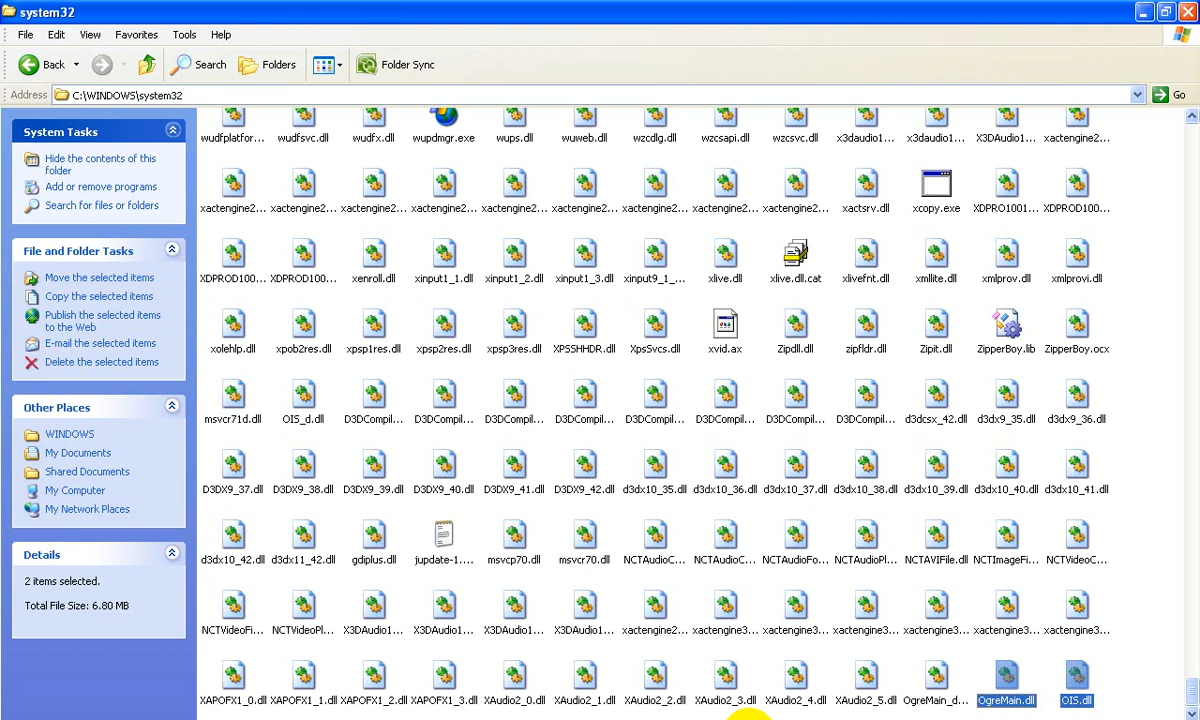 system32
File Edit View Favorites Tools Help
Back Search Folders Folder Sync
Address C:\WINDOWS\system32 Go
System Tasks
Hide the contents of this
folder
Add or remove programs
Search for files or folders
File and Folder Tasks
Move the selected items
Copy the selected items
Publish the selected items
to the Web
E-mail the selected items
Delete the selected items
Other Places
WINDOWS
My Documents
Shared Documents
My Computer
My Network Places
Details
2 items selected.
Total File Size: 6.80 MB
wudfplatfor... wudfsvc.dll wudfx.dll wupdmgr.exe wups.dll wuweb.dll wzcdlg.dll wzcsapi.dll wzcsvc.dll x3daudio1... x3daudio1... X3DAudio1... xactengine2...
xactengine2... xactengine2... xactengine2... xactengine2... xactengine2... xactengine2... xactengine2... xactengine2... xactengine2... xactsrv.dll xcopy.exe XDPRO1001... XDPROD100...
XDPROD100... XDPROD100... xenroll.dll xinput1_1.dll xinput1_2.dll xinput1_3.dll xinput9_1_... xlive.dll xlive.dll.cat xlivefnt.dll xmllite.dll xmlprov.dll xmlprovi.dll
xolehlp.dll xpob2res.dll xpsp1res.dll xpsp2res.dll xpsp3res.dll XPSSHHDR.dll XpsSvcs.dll xvid.ax Zipdll.dll zipfldr.dll Zipit.dll ZipperBoy.lib ZipperBoy.ocx
msvcr71d.dll OIS_d.dll D3DCompil... D3DCompil... D3DCompil... D3DCompil... D3DCompil... D3DCompil... D3DCompil... D3DCompil... d3dcsx_42.dll d3dx9_35.dll d3dx9_36.dll
D3DX9_37.dll D3DX9_38.dll D3DX9_39.dll D3DX9_40.dll D3DX9_41.dll D3DX9_42.dll d3dx10_35.dll d3dx10_36.dll d3dx10_37.dll d3dx10_38.dll d3dx10_39.dll d3dx10_40.dll d3dx10_41.dll
d3dx10_42.dll d3dx11_42.dll gdiplus.dll jupdate-1.... msvcp70.dll msvcr70.dll NCTAudioC... NCTAudioC... NCTAudioFo... NCTAudioPl... NCTAVIFile.dll NCTImageFi... NCTVideoC...
NCTVideoFi... NCTVideoPl... X3DAudio1... X3DAudio1... X3DAudio1... X3DAudio1... xactengine2... xactengine3... xactengine3... xactengine3... xactengine3... xactengine3... xactengine3...
XAPOFX1_0.dll XAPOFX1_1.dll XAPOFX1_2.dll XAPOFX1_3.dll XAudio2_0.dll XAudio2_1.dll XAudio2_2.dll XAudio2_3.dll XAudio2_4.dll XAudio2_5.dll OgreMain_d... OgreMain.dll OIS.dll